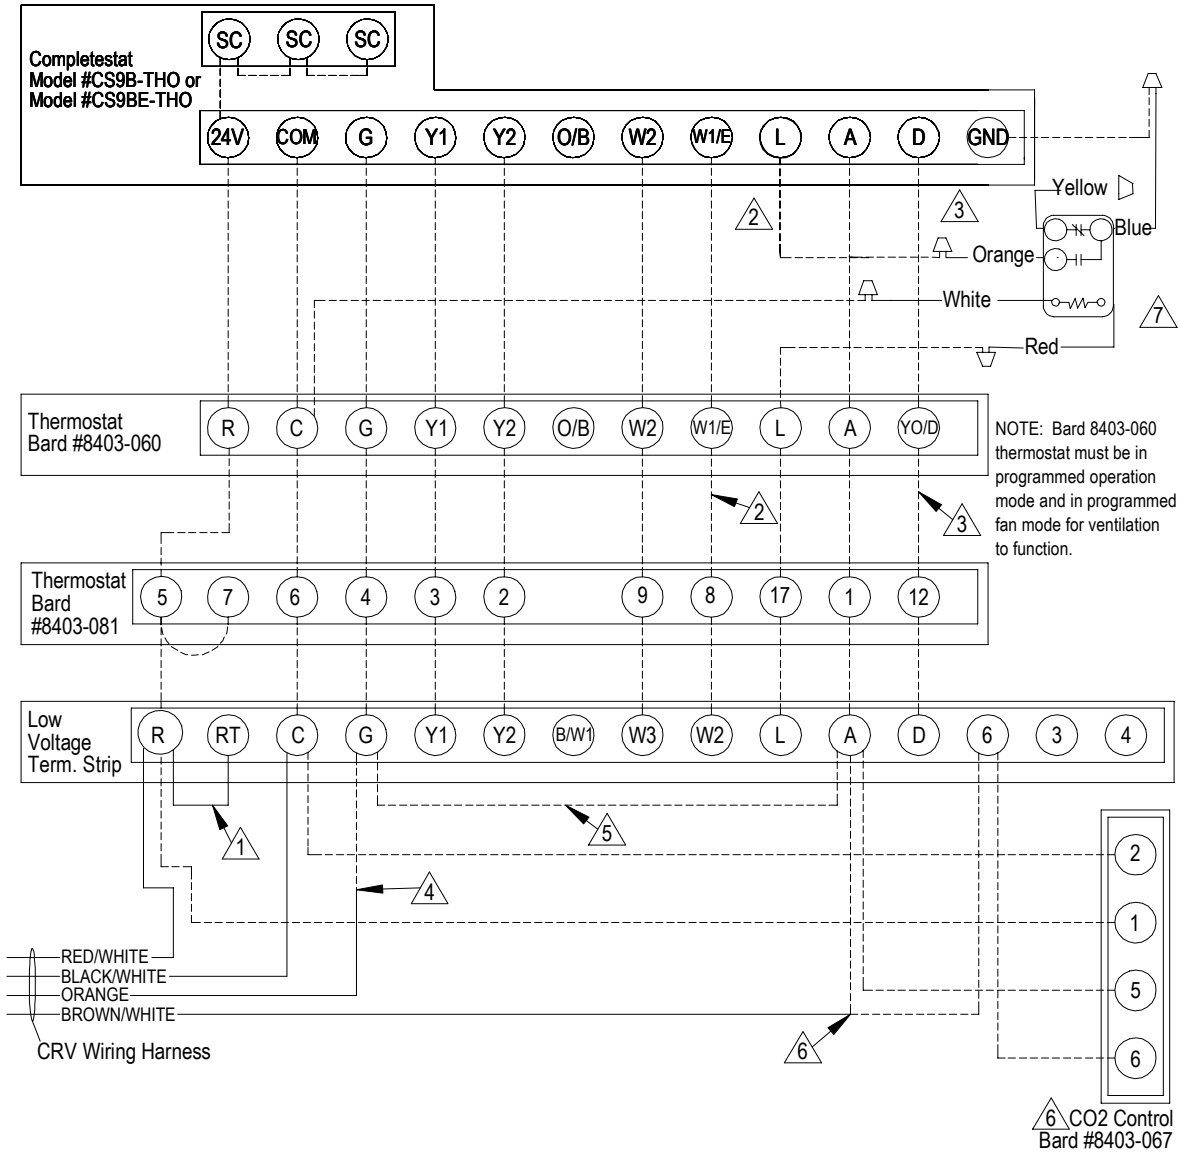 SC SC SC
Completestat
Model #CS9B-THO or
Model #CS9BE-THO
24V COM G Y1 Y2 O/B W2 W1/E L A D GND
Yellow
2
3
Blue
Orange
White
7
Red
Thermostat
Bard #8403-060
R C G Y1 Y2 O/B W2 W1/E L A YO/D
NOTE: Bard 8403-060
thermostat must be in
programmed operation
mode and in programmed
fan mode for ventilation
to function.
2
3
Thermostat
Bard
#8403-081
5 7 6 4 3 2 9 8 17 1 12
Low
Voltage
Term. Strip
R RT C G Y1 Y2 B/W1 W3 W2 L A D 6 3 4
1
5
2
4
1
RED/WHITE
BLACK/WHITE
ORANGE
BROWN/WHITE
5
CRV Wiring Harness
6
6
6 CO2 Control
Bard #8403-067